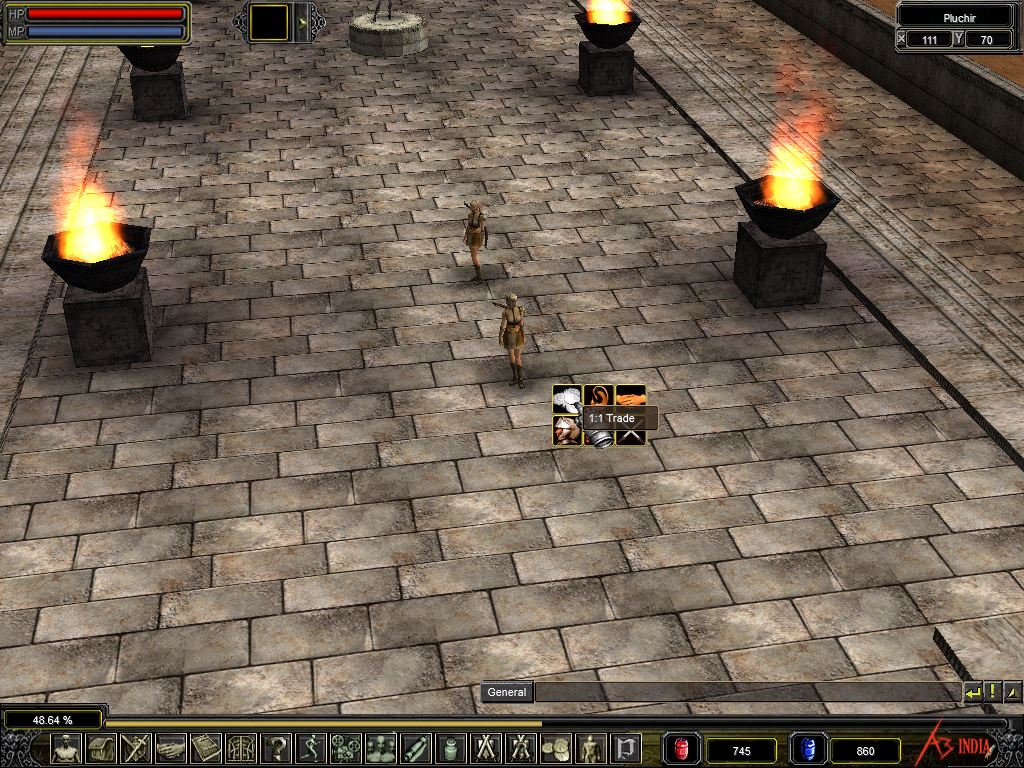 HP
MP
Pluchir
X 111 Y 70
1:1 Trade
General
48.64 %
745
860
A3 INDIA